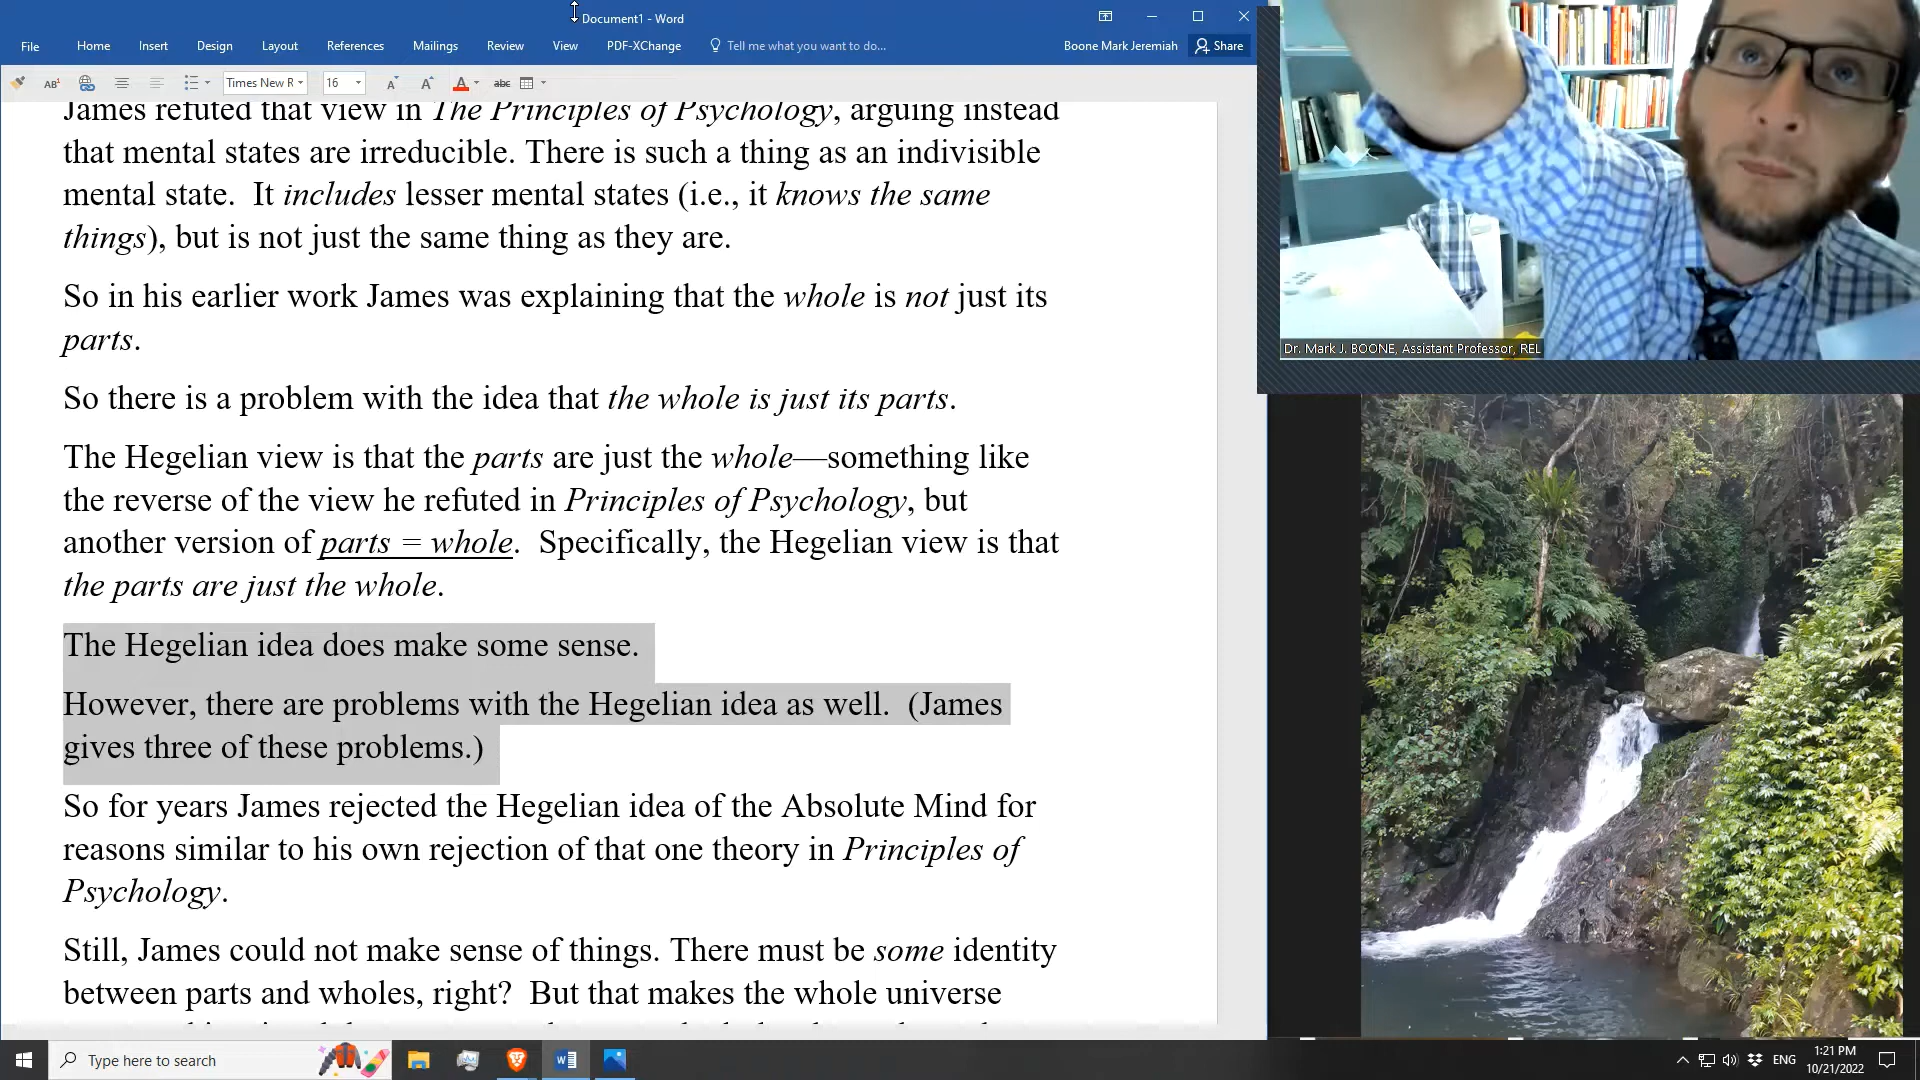 Document1 - Word
File Home Insert Design Layout References Mailings Review View PDF-XChange Tell me what you want to do... Boone Mark Jeremiah Share
AB¹ Times New R 16 A A A abc
James refuted that view in The Principles of Psychology, arguing instead
that mental states are irreducible. There is such a thing as an indivisible
mental state.  It includes lesser mental states (i.e., it knows the same
things), but is not just the same thing as they are.
So in his earlier work James was explaining that the whole is not just its
parts.
So there is a problem with the idea that the whole is just its parts.
The Hegelian view is that the parts are just the whole—something like
the reverse of the view he refuted in Principles of Psychology, but
another version of parts = whole.  Specifically, the Hegelian view is that
the parts are just the whole.
The Hegelian idea does make some sense.
However, there are problems with the Hegelian idea as well.  (James
gives three of these problems.)
So for years James rejected the Hegelian idea of the Absolute Mind for
reasons similar to his own rejection of that one theory in Principles of
Psychology.
Still, James could not make sense of things. There must be some identity
between parts and wholes, right?  But that makes the whole universe
Dr. Mark J. BOONE, Assistant Professor, REL
Type here to search
ENG
1:21 PM
10/21/2022